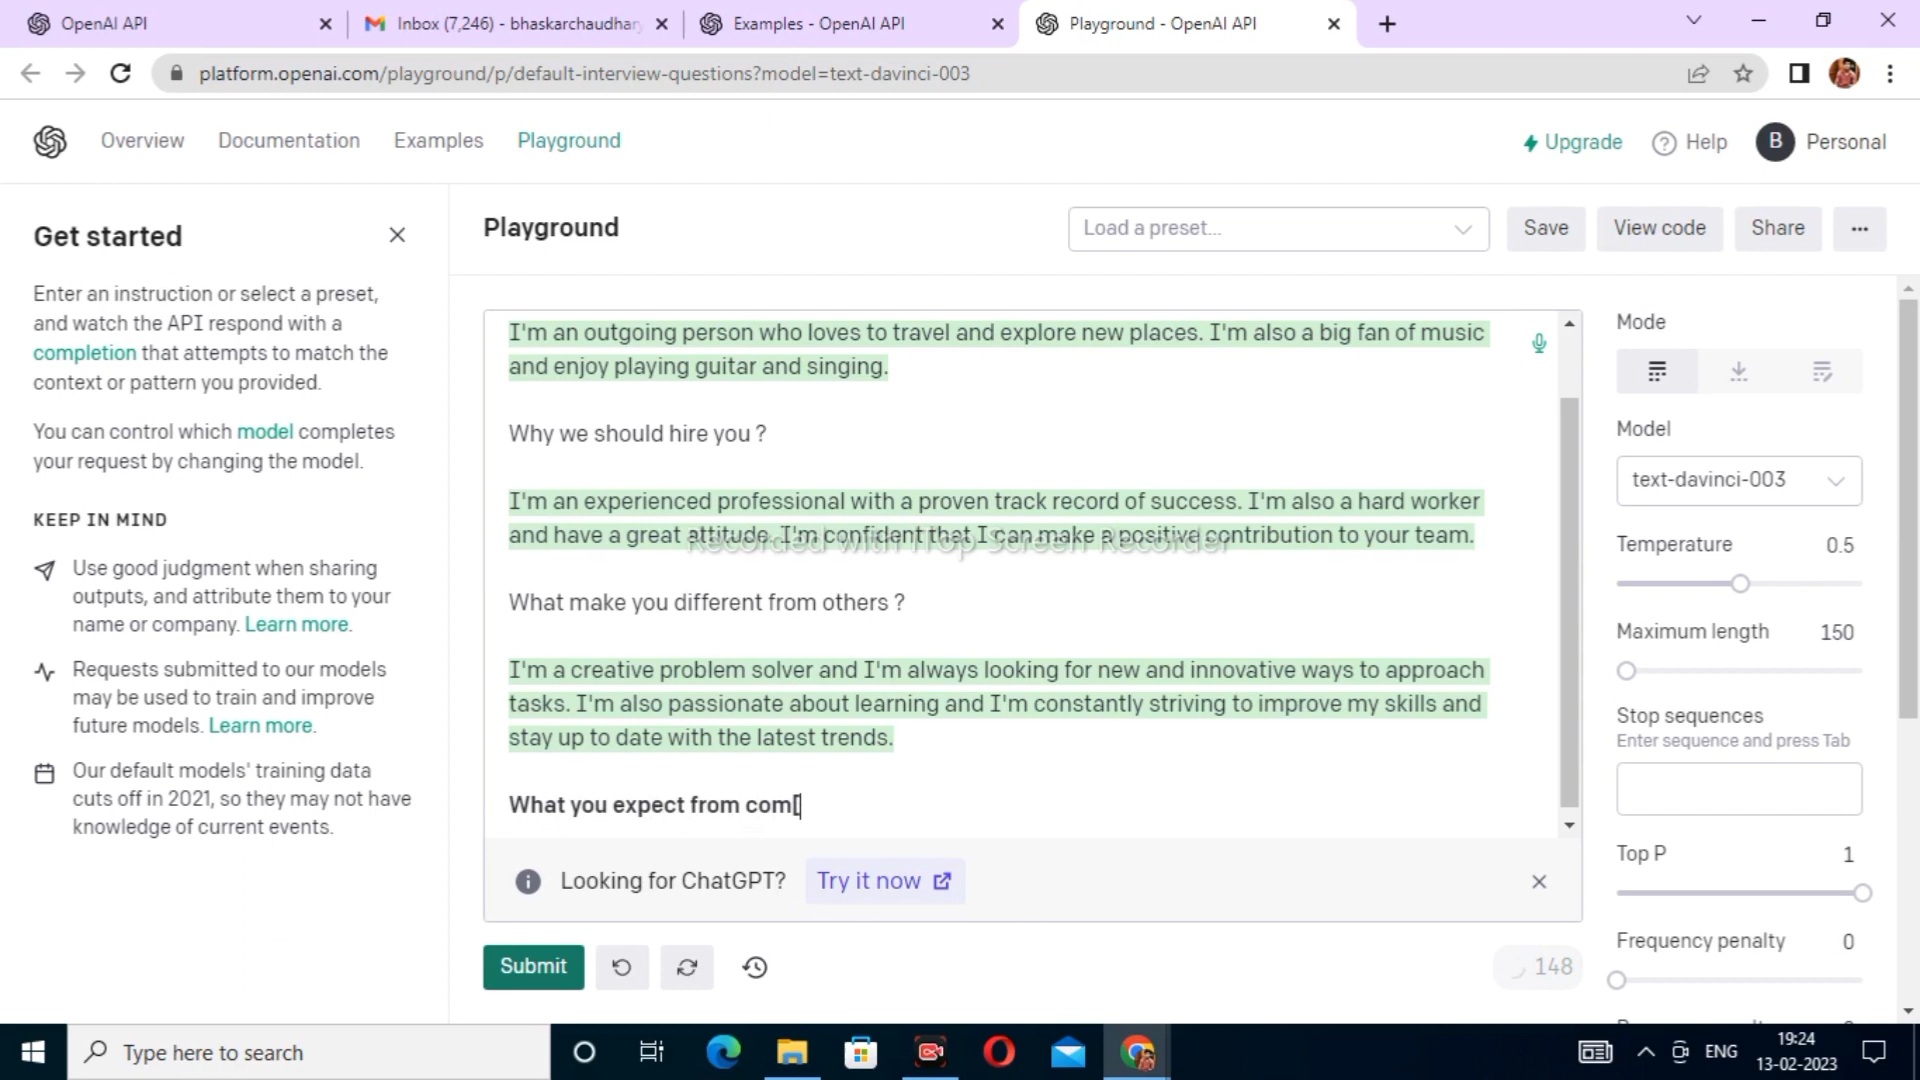 OpenAI API
Inbox (7,246) - bhaskarchaudhary
Examples - OpenAI API
Playground - OpenAI API
platform.openai.com/playground/p/default-interview-questions?model=text-davinci-003
Overview
Documentation
Examples
Playground
Upgrade
Help
B
Personal
Get started
Enter an instruction or select a preset,
and watch the API respond with a
completion that attempts to match the
context or pattern you provided.
You can control which model completes
your request by changing the model.
KEEP IN MIND
Use good judgment when sharing
outputs, and attribute them to your
name or company. Learn more.
Requests submitted to our models
may be used to train and improve
future models. Learn more.
Our default models' training data
cuts off in 2021, so they may not have
knowledge of current events.
Playground
Load a preset...
Save
View code
Share
...
I'm an outgoing person who loves to travel and explore new places. I'm also a big fan of music
and enjoy playing guitar and singing.
Why we should hire you ?
I'm an experienced professional with a proven track record of success. I'm also a hard worker
and have a great attitude. I'm confident that I can make a positive contribution to your team.
Recorded with iTop Screen Recorder
What make you different from others ?
I'm a creative problem solver and I'm always looking for new and innovative ways to approach
tasks. I'm also passionate about learning and I'm constantly striving to improve my skills and
stay up to date with the latest trends.
What you expect from com[
Looking for ChatGPT?
Try it now
Submit
148
Mode
Model
text-davinci-003
Temperature 0.5
Maximum length 150
Stop sequences
Enter sequence and press Tab
Top P 1
Frequency penalty 0
Type here to search
ENG
19:24
13-02-2023